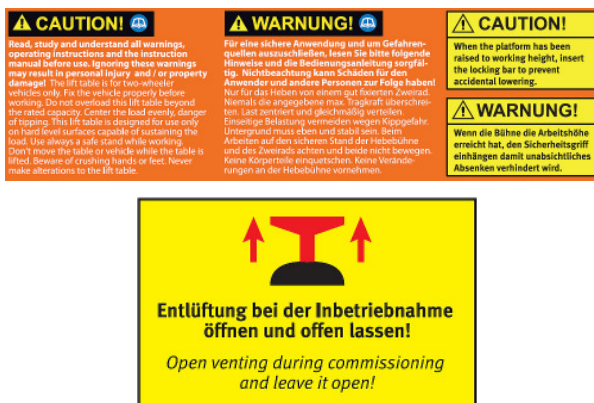 CAUTION!
Read, study and understand all warnings,
operating instructions and the instruction
manual before use. Ignoring these warnings
may result in personal injury and / or property
damage! The lift table is for two-wheeler
vehicles only. Fix the vehicle properly before
working. Do not overload this lift table beyond
the rated capacity. Center the load evenly, danger
of tipping. This lift table is designed for use only
on hard level surfaces capable of sustaining the
load. Use always a safe stand while working.
Don't move the table or vehicle while the table is
lifted. Beware of crushing hands or feet. Never
make alterations to the lift table.
WARNUNG!
Für eine sichere Anwendung und um Gefahren-
quellen auszuschließen, lesen Sie bitte folgende
Hinweise und die Bedienungsanleitung sorgfäl-
tig. Nichtbeachtung kann Schäden für den
Anwender und andere Personen zur Folge haben!
Nur für das Heben von einem gut fixierten Zweirad.
Niemals die angegebene max. Tragkraft überschrei-
ten. Last zentriert und gleichmäßig verteilen.
Einseitige Belastung vermeiden wegen Kippgefahr.
Untergrund muss eben und stabil sein. Beim
Arbeiten auf den sicheren Stand der Hebebühne
und des Zweirads achten und beide nicht bewegen.
Keine Körperteile einquetschen. Keine Verände-
rungen an der Hebebühne vornehmen.
CAUTION!
When the platform has been
raised to working height, insert
the locking bar to prevent
accidental lowering.
WARNUNG!
Wenn die Bühne die Arbeitshöhe
erreicht hat, den Sicherheitsgriff
einhängen damit unabsichtliches
Absenken verhindert wird.
Entlüftung bei der Inbetriebnahme
öffnen und offen lassen!
Open venting during commissioning
and leave it open!